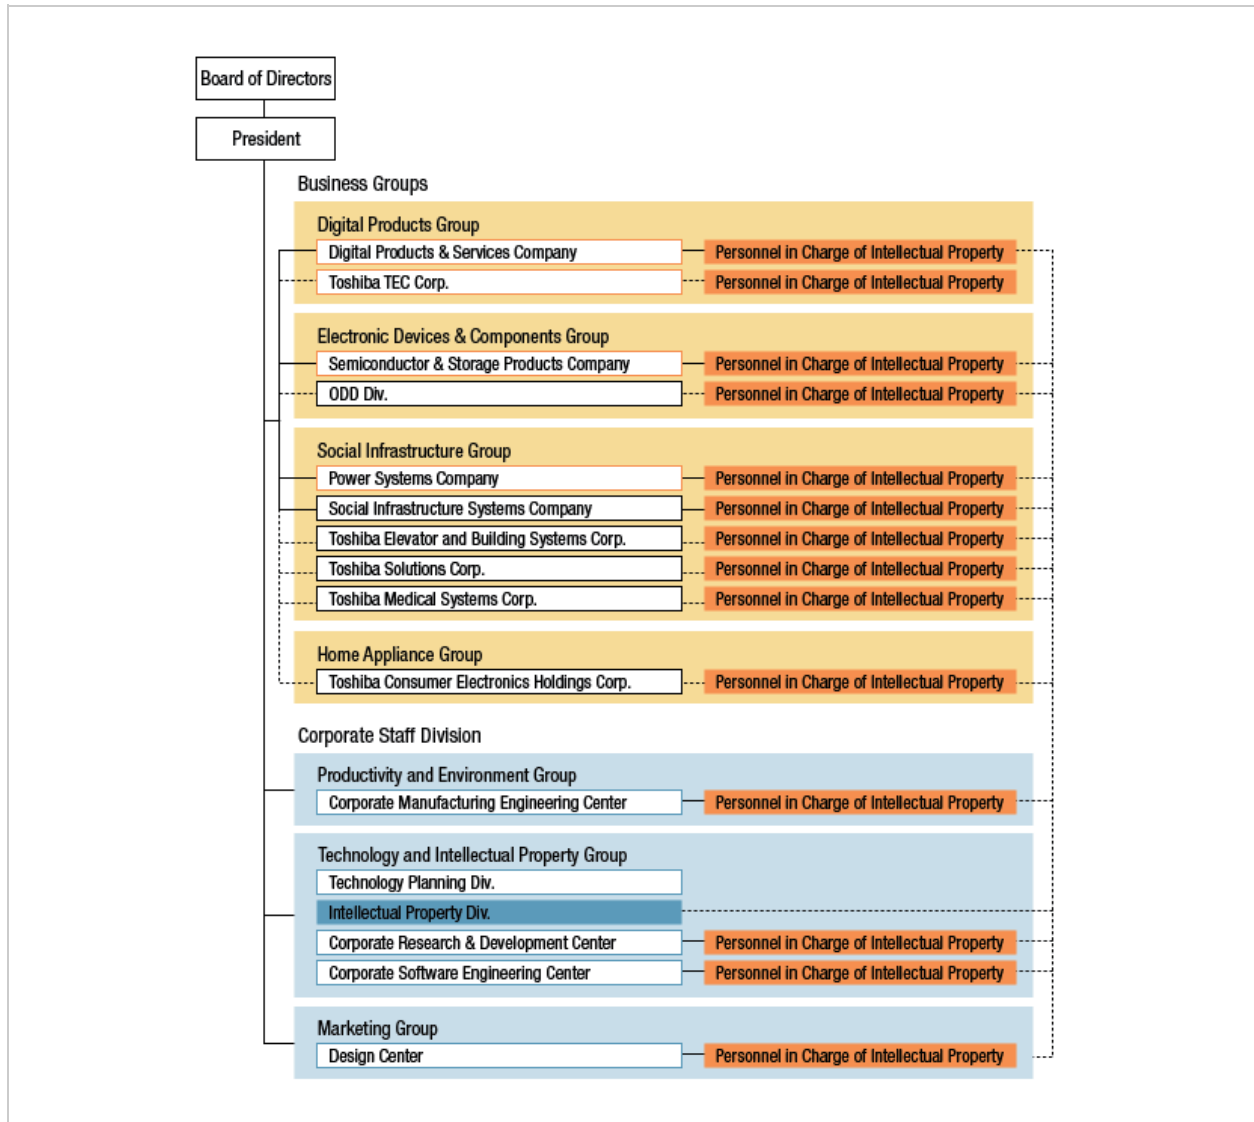 Board of Directors
President
Business Groups
Digital Products Group
Digital Products & Services Company Personnel in Charge of Intellectual Property
Toshiba TEC Corp. Personnel in Charge of Intellectual Property
Electronic Devices & Components Group
Semiconductor & Storage Products Company Personnel in Charge of Intellectual Property
ODD Div. Personnel in Charge of Intellectual Property
Social Infrastructure Group
Power Systems Company Personnel in Charge of Intellectual Property
Social Infrastructure Systems Company Personnel in Charge of Intellectual Property
Toshiba Elevator and Building Systems Corp. Personnel in Charge of Intellectual Property
Toshiba Solutions Corp. Personnel in Charge of Intellectual Property
Toshiba Medical Systems Corp. Personnel in Charge of Intellectual Property
Home Appliance Group
Toshiba Consumer Electronics Holdings Corp. Personnel in Charge of Intellectual Property
Corporate Staff Division
Productivity and Environment Group
Corporate Manufacturing Engineering Center Personnel in Charge of Intellectual Property
Technology and Intellectual Property Group
Technology Planning Div.
Intellectual Property Div.
Corporate Research & Development Center Personnel in Charge of Intellectual Property
Corporate Software Engineering Center Personnel in Charge of Intellectual Property
Marketing Group
Design Center Personnel in Charge of Intellectual Property